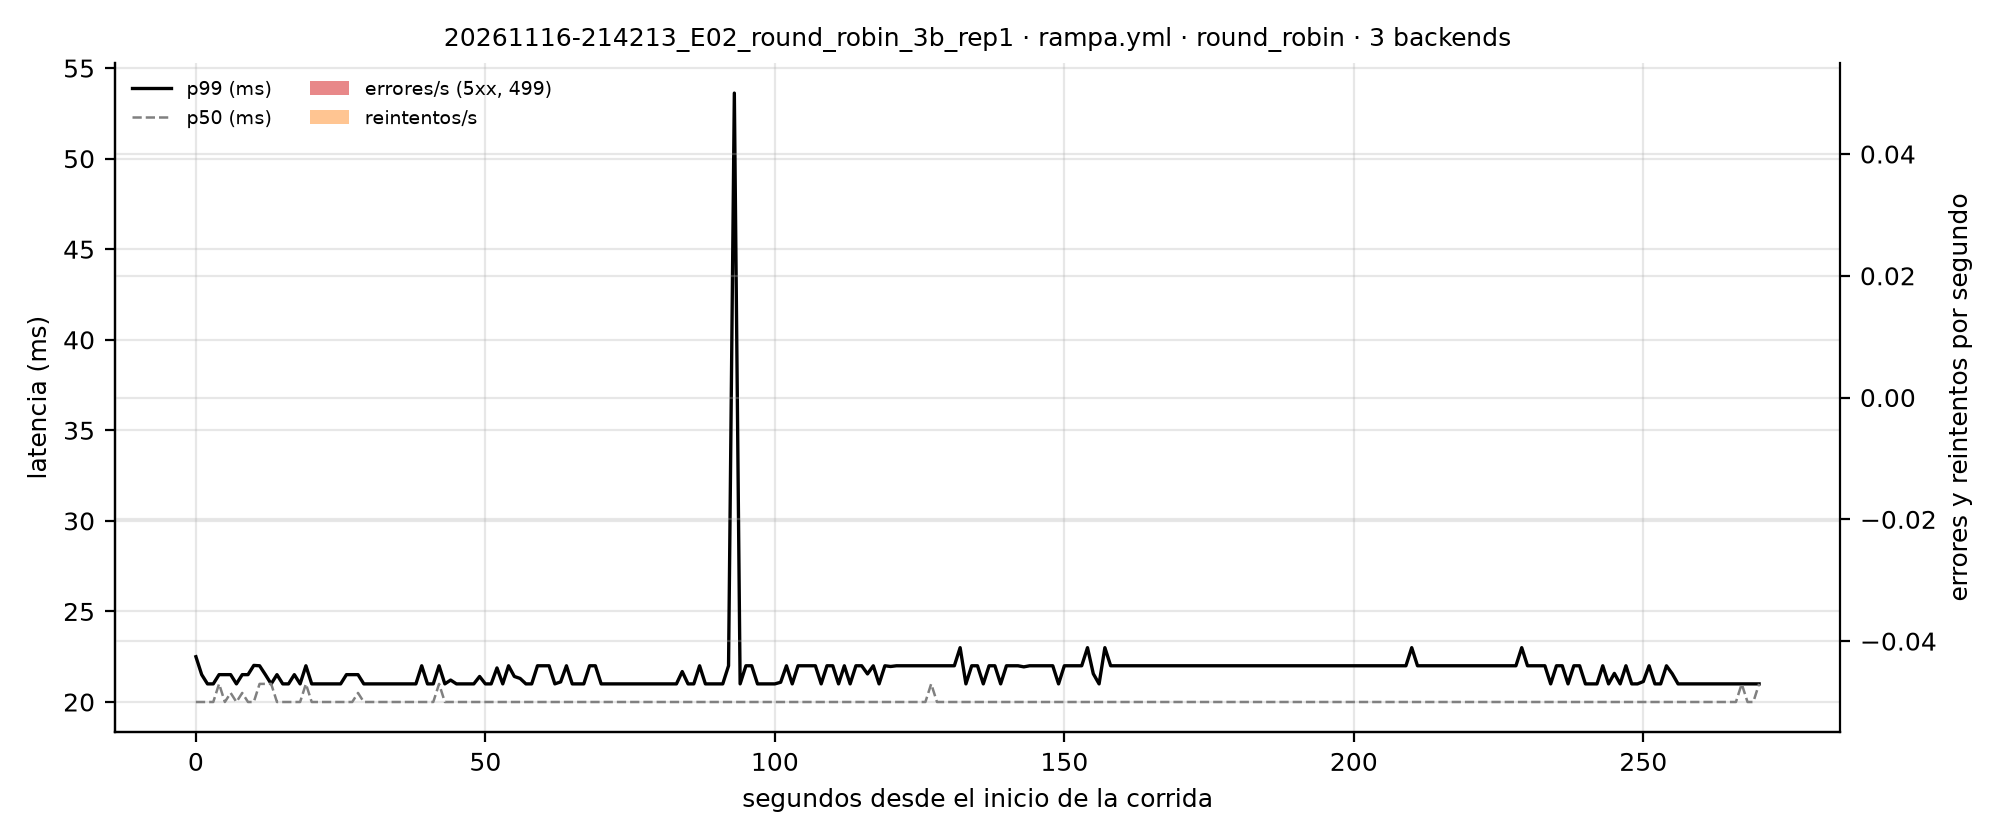 20261116-214213_E02_round_robin_3b_rep1 · rampa.yml · round_robin · 3 backends
p99 (ms)
p50 (ms)
errores/s (5xx, 499)
reintentos/s
latencia (ms)
55
50
45
40
35
30
25
20
0.04
0.02
0.00
−0.02
−0.04
errores y reintentos por segundo
0
50
100
150
200
250
segundos desde el inicio de la corrida